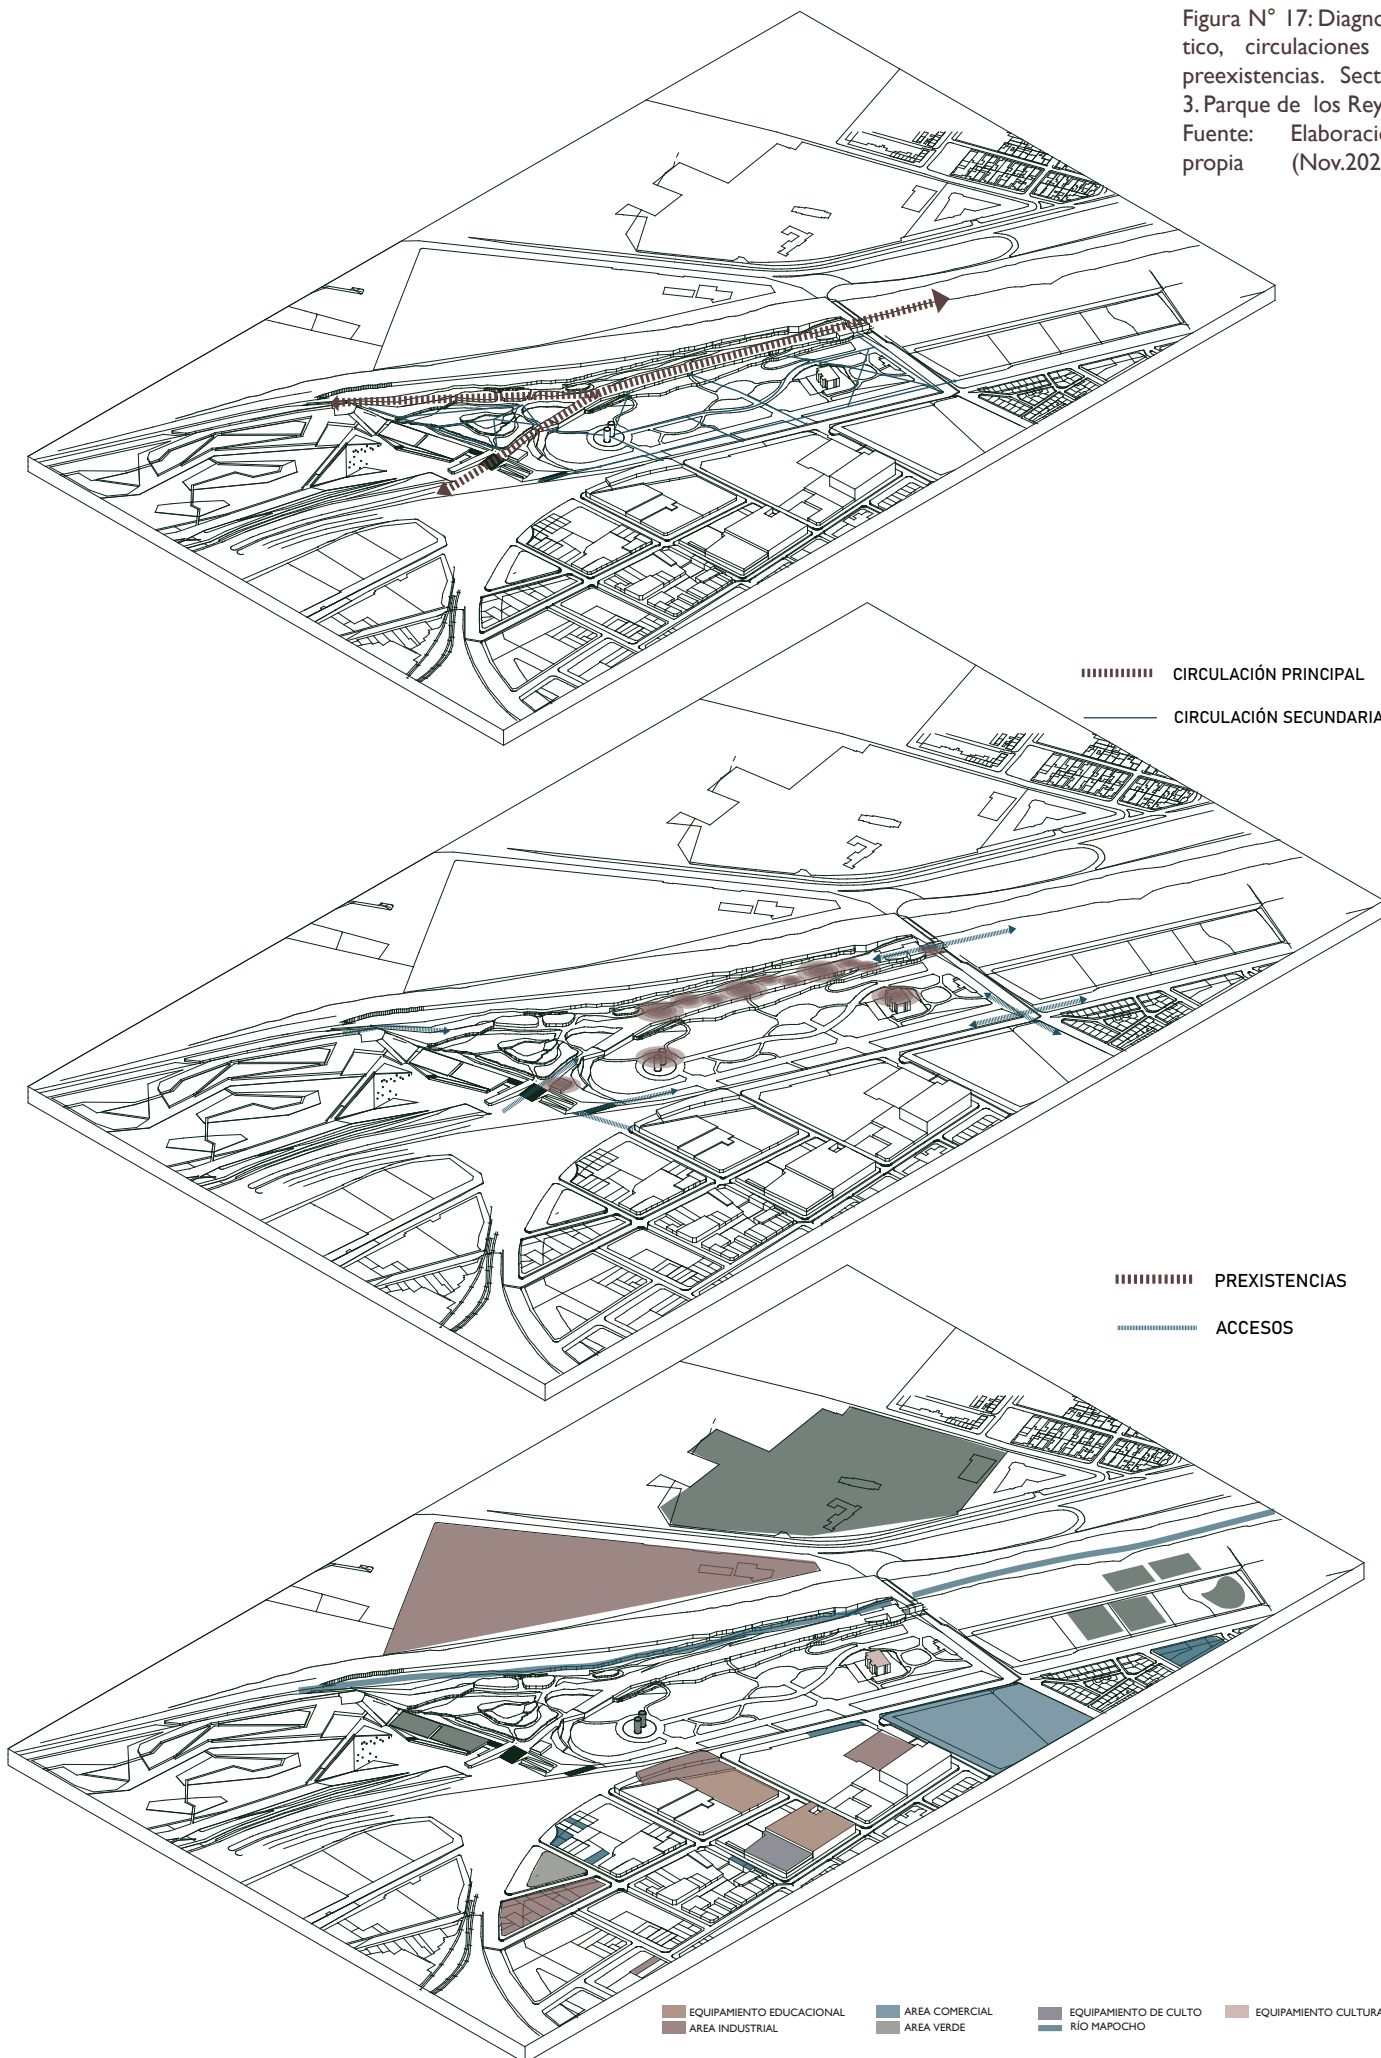 Figura N° 17: Diagno
tico, circulaciones
preexistencias. Sect
3. Parque de los Rey
Fuente: Elaboraci
propia (Nov.202
CIRCULACIÓN PRINCIPAL
CIRCULACIÓN SECUNDARIA
PREXISTENCIAS
ACCESOS
EQUIPAMIENTO EDUCACIONAL
AREA COMERCIAL
EQUIPAMIENTO DE CULTO
EQUIPAMIENTO CULTURA
AREA INDUSTRIAL
AREA VERDE
RÍO MAPOCHO